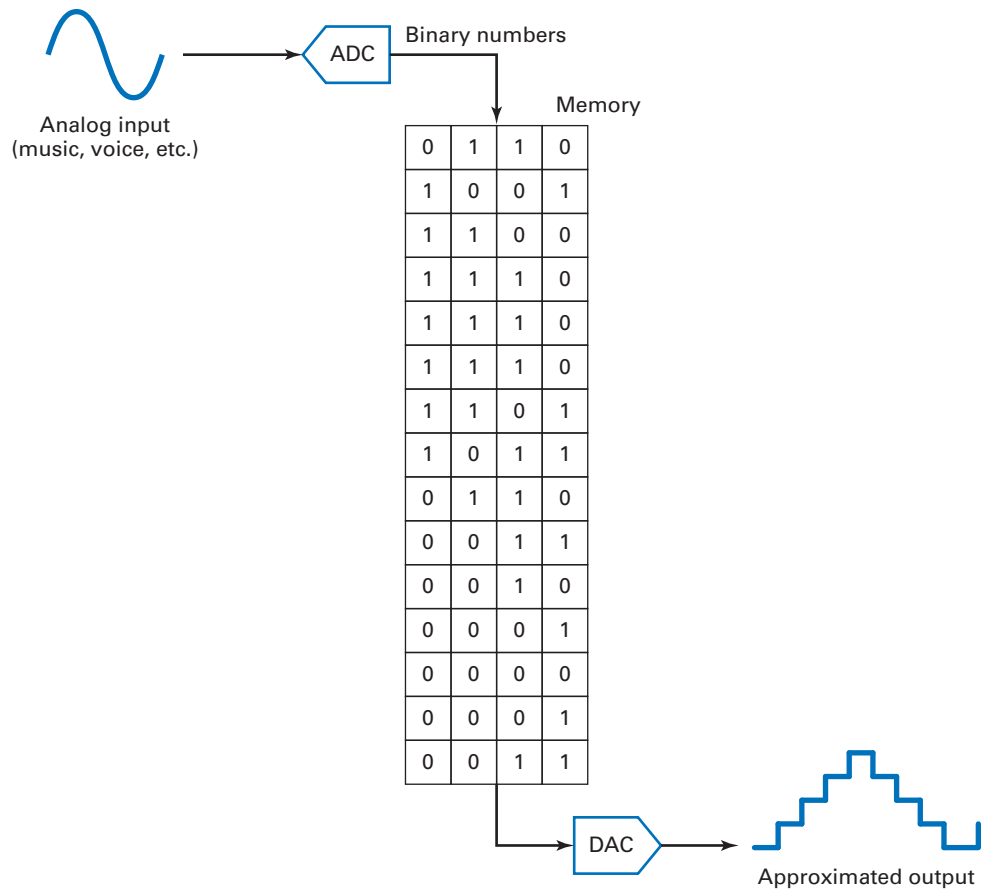 ADC
Binary numbers
Analog input
(music, voice, etc.)
Memory
0 1 1 0
1 0 0 1
1 1 0 0
1 1 1 0
1 1 1 0
1 1 1 0
1 1 0 1
1 0 1 1
0 1 1 0
0 0 1 1
0 0 1 0
0 0 0 1
0 0 0 0
0 0 0 1
0 0 1 1
DAC
Approximated output